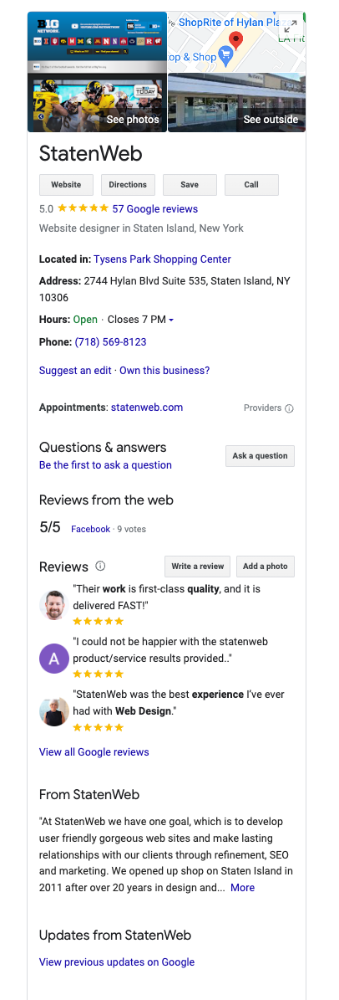 B1G
NETWORK
ShopRite of Hylan Plaza
op & Shop
TODAY
See photos
See outside
StatenWeb
Website
Directions
Save
Call
5.0 ★★★★★ 57 Google reviews
Website designer in Staten Island, New York
Located in: Tysens Park Shopping Center
Address: 2744 Hylan Blvd Suite 535, Staten Island, NY
10306
Hours: Open · Closes 7 PM
Phone: (718) 569-8123
Suggest an edit · Own this business?
Appointments: statenweb.com
Providers
Questions & answers
Be the first to ask a question
Ask a question
Reviews from the web
5/5 Facebook · 9 votes
Reviews
Write a review
Add a photo
"Their work is first-class quality, and it is
delivered FAST!"
★★★★★
A
"I could not be happier with the statenweb
product/service results provided.."
★★★★★
"StatenWeb was the best experience I've ever
had with Web Design."
★★★★★
View all Google reviews
From StatenWeb
"At StatenWeb we have one goal, which is to develop
user friendly gorgeous web sites and make lasting
relationships with our clients through refinement, SEO
and marketing. We opened up shop on Staten Island in
2011 after over 20 years in design and... More
Updates from StatenWeb
View previous updates on Google